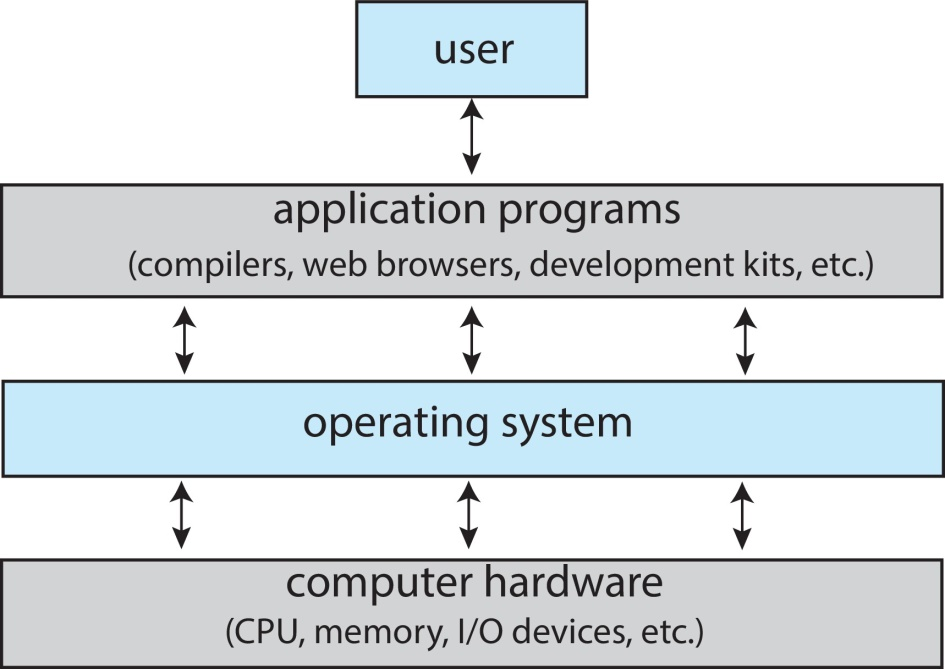 user
application programs
(compilers, web browsers, development kits, etc.)
operating system
computer hardware
(CPU, memory, I/O devices, etc.)